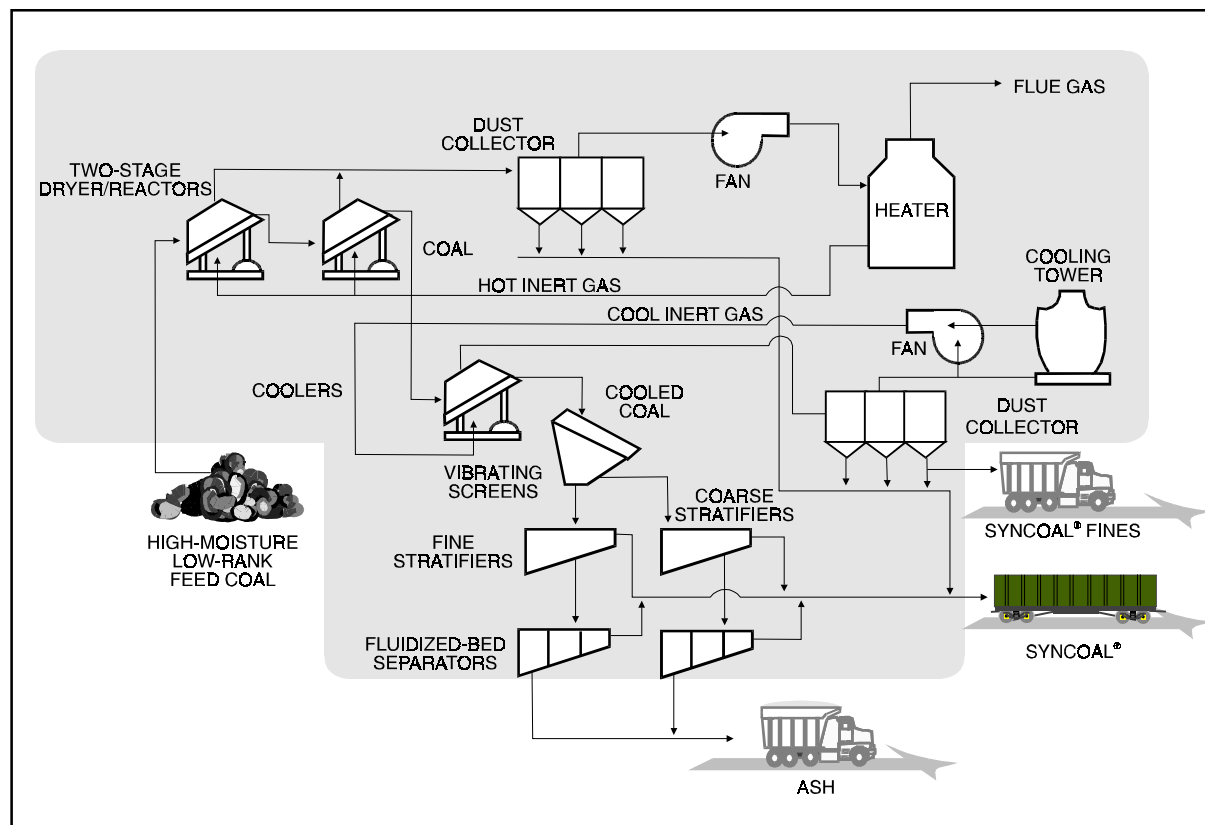 FLUE GAS
DUST
COLLECTOR
TWO-STAGE
DRYER/REACTORS
FAN
HEATER
COAL
COOLING
TOWER
HOT INERT GAS
COOL INERT GAS
FAN
COOLERS
COOLED
COAL
DUST
COLLECTOR
VIBRATING
SCREENS
COARSE
STRATIFIERS
SYNCOAL® FINES
HIGH-MOISTURE
LOW-RANK
FEED COAL
FINE
STRATIFIERS
FLUIDIZED-BED
SEPARATORS
SYNCOAL®
ASH